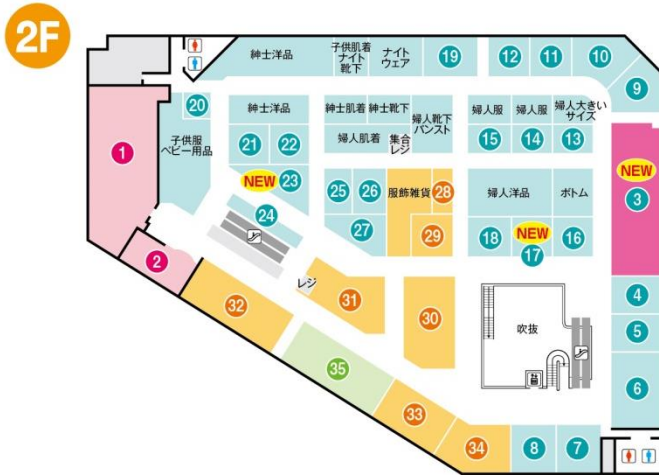 2F
紳士洋品
子供肌着
ナイト
靴下
ナイト
ウェア
19
12
11
10
9
20
子供服
ベビー用品
1
紳士洋品
21
22
NEW
23
24
紳士肌着
紳士靴下
婦人肌着
集合
レジ
婦人靴下
パンスト
婦人服
婦人服
婦人大きい
サイズ
15
14
13
NEW
3
25
26
服飾雑貨
28
27
29
婦人洋品
ボトム
18
NEW
17
16
2
レジ
32
31
30
吹抜
4
5
6
35
33
34
8
7